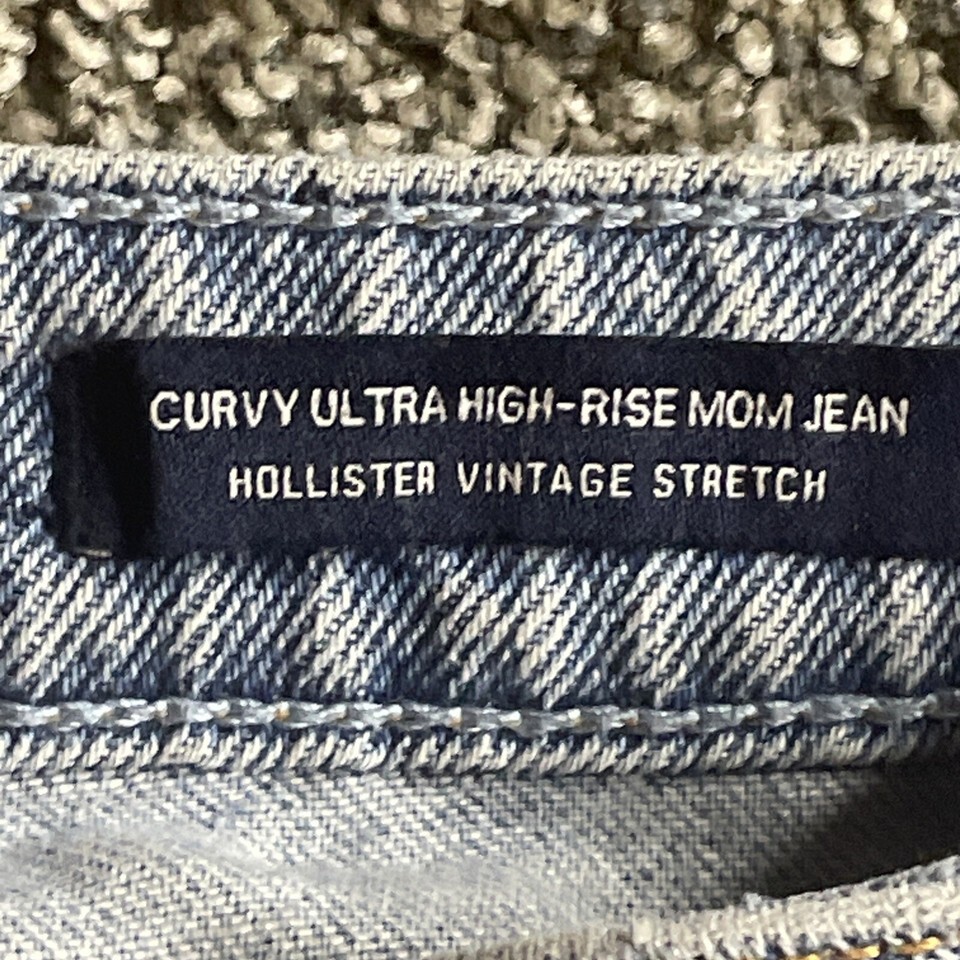 CURVY ULTRA HIGH-RISE MOM JEAN
HOLLISTER VINTAGE STRETCH